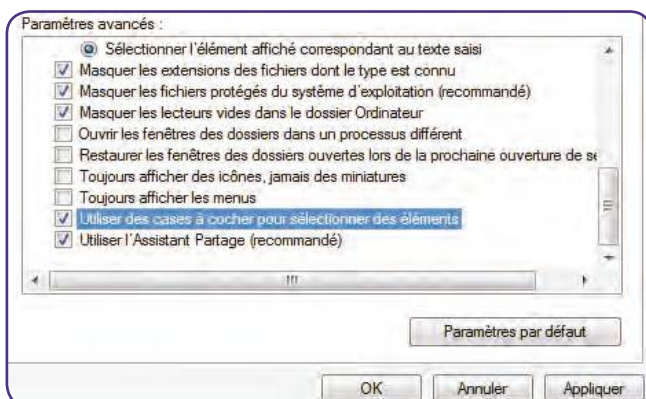 Paramètres avancés :
Sélectionner l'élément affiché correspondant au texte saisi
Masquer les extensions des fichiers dont le type est connu
Masquer les fichiers protégés du système d'exploitation (recommandé)
Masquer les lecteurs vides dans le dossier Ordinateur
Ouvrir les fenêtres des dossiers dans un processus différent
Restaurer les fenêtres des dossiers ouvertes lors de la prochaine ouverture de se
Toujours afficher des icônes, jamais des miniatures
Toujours afficher les menus
Utiliser des cases à cocher pour sélectionner des éléments
Utiliser l'Assistant Partage (recommandé)
Paramètres par défaut
OK Annuler Appliquer